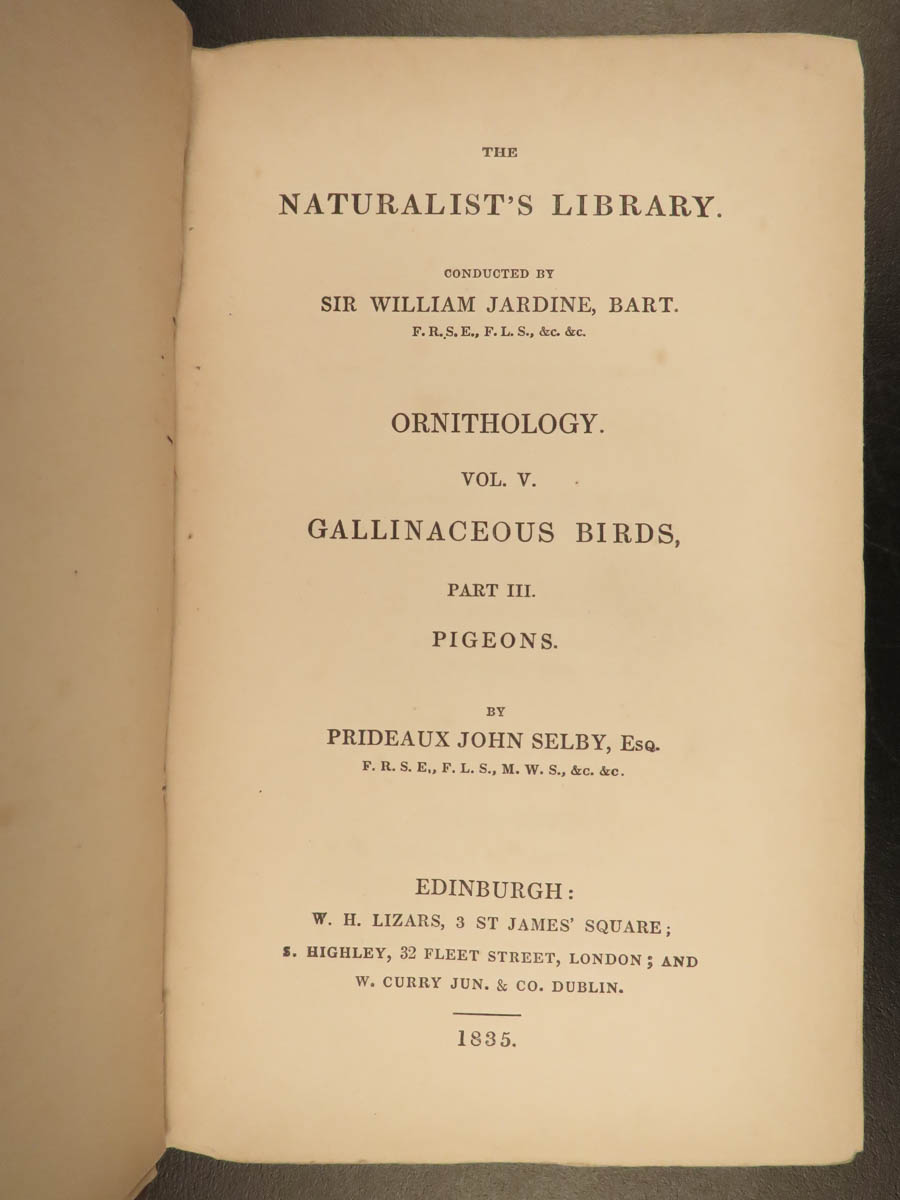 THE
NATURALIST'S LIBRARY.
CONDUCTED BY
SIR WILLIAM JARDINE, BART.
F. R. S. E., F. L. S., &c. &c.
ORNITHOLOGY.
VOL. V.
GALLINACEOUS BIRDS,
PART III.
PIGEONS.
BY
PRIDEAUX JOHN SELBY, Esq.
F. R. S. E., F. L. S., M. W. S., &c. &c.
EDINBURGH:
W. H. LIZARS, 3 ST JAMES' SQUARE;
S. HIGHLEY, 32 FLEET STREET, LONDON; AND
W. CURRY JUN. & CO. DUBLIN.
1835.